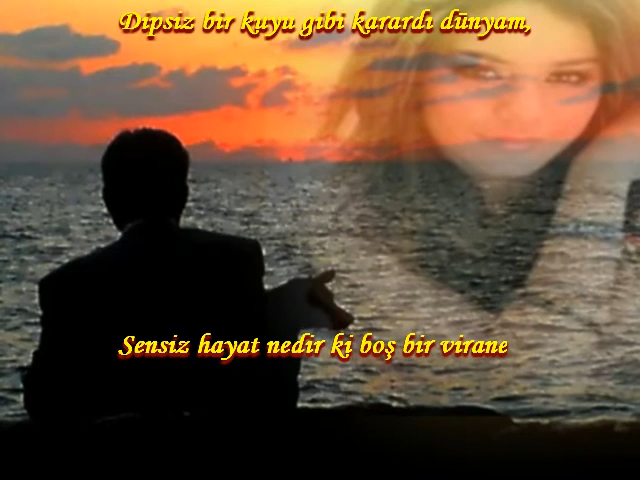 Dipsiz bir kuyu gibi karardı dünyam,
Sensiz hayat nedir ki boş bir virane